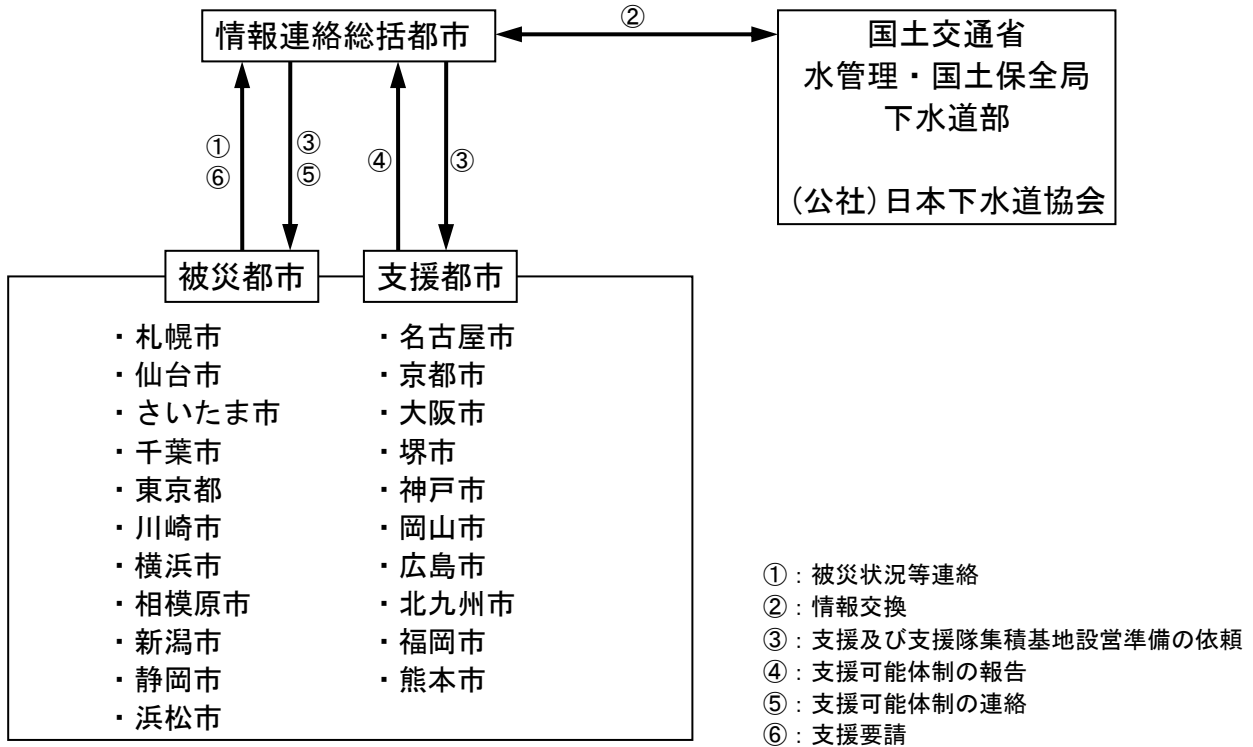 情報連絡総括都市
②
国土交通省
水管理・国土保全局
下水道部
(公社)日本下水道協会
①
⑥
③
⑤
④
③
被災都市
支援都市
・札幌市
・仙台市
・さいたま市
・千葉市
・東京都
・川崎市
・横浜市
・相模原市
・新潟市
・静岡市
・浜松市
・名古屋市
・京都市
・大阪市
・堺市
・神戸市
・岡山市
・広島市
・北九州市
・福岡市
・熊本市
①：被災状況等連絡
②：情報交換
③：支援及び支援隊集積基地設営準備の依頼
④：支援可能体制の報告
⑤：支援可能体制の連絡
⑥：支援要請